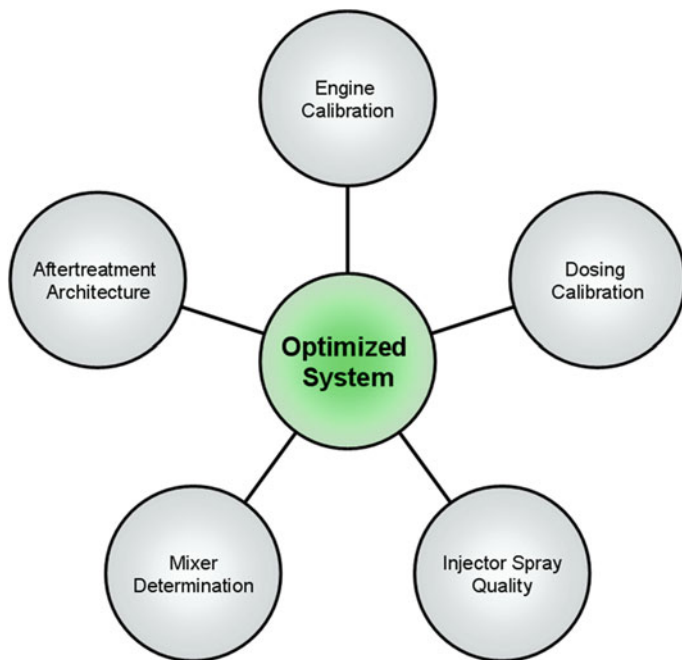 Engine
Calibration
Aftertreatment
Architecture
Dosing
Calibration
Optimized
System
Mixer
Determination
Injector Spray
Quality